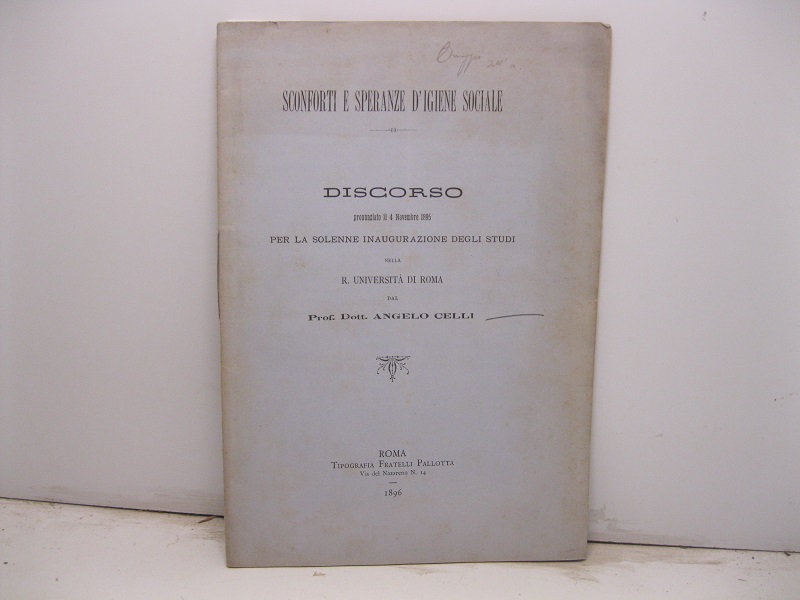 SCONFORTI E SPERANZE D'IGIENE SOCIALE
DISCORSO
pronunziato il 4 Novembre 1895
PER LA SOLENNE INAUGURAZIONE DEGLI STUDI
NELLA
R. UNIVERSITÀ DI ROMA
DAL
Prof. Dott. ANGELO CELLI
ROMA
TIPOGRAFIA FRATELLI PALLOTTA
Via del Nazareno N. 14
1896